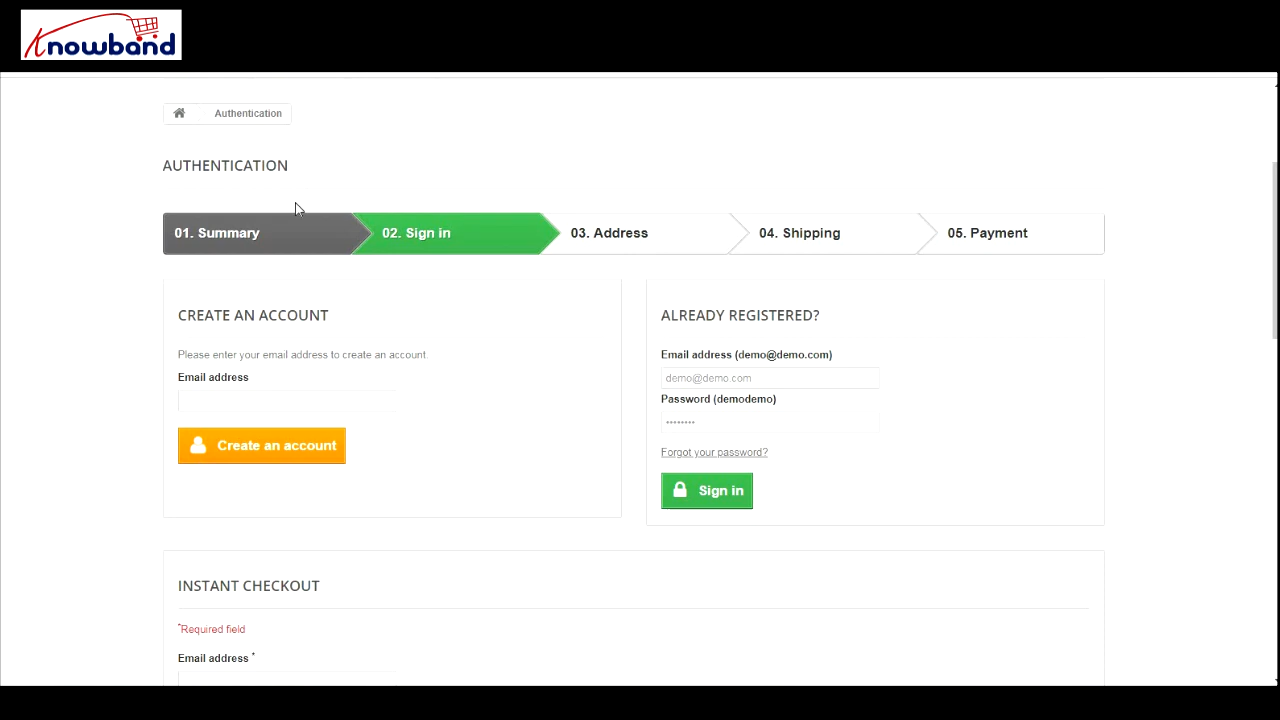 Knowband
Authentication
AUTHENTICATION
01. Summary
02. Sign in
03. Address
04. Shipping
05. Payment
CREATE AN ACCOUNT
Please enter your email address to create an account.
Email address
Create an account
ALREADY REGISTERED?
Email address (demo@demo.com)
demo@demo.com
Password (demodemo)
••••••••
Forgot your password?
Sign in
INSTANT CHECKOUT
*Required field
Email address *